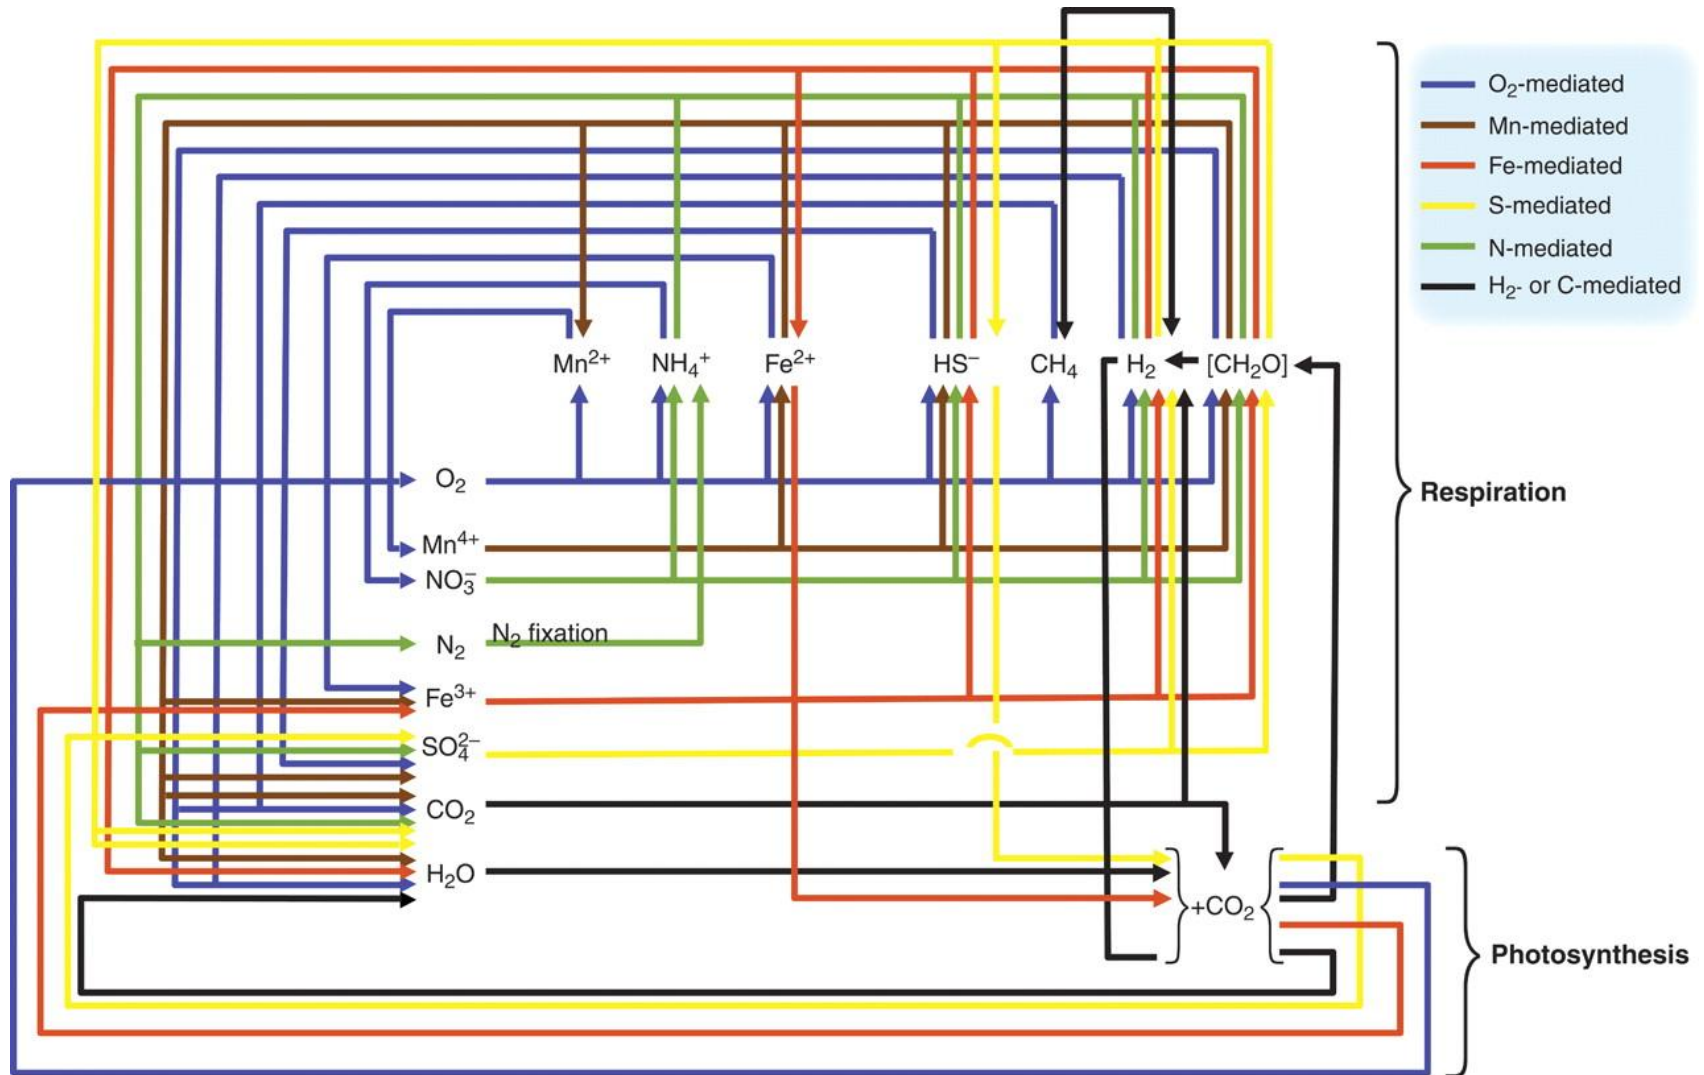 O₂-mediated
Mn-mediated
Fe-mediated
S-mediated
N-mediated
H₂- or C-mediated
Mn²⁺ NH₄⁺ Fe²⁺ HS⁻ CH₄ H₂ [CH₂O]
O₂
Respiration
Mn⁴⁺
NO₃⁻
N₂ N₂ fixation
Fe³⁺
SO₄²⁻
CO₂
H₂O
+CO₂
Photosynthesis